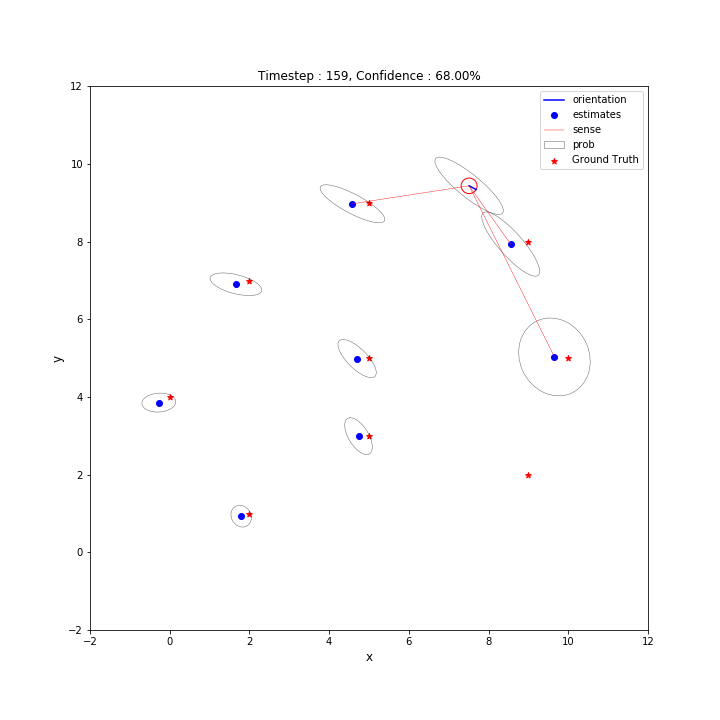 Timestep : 159, Confidence : 68.00%
orientation
estimates
sense
prob
Ground Truth
12
10
8
6
4
2
0
−2
y
−2 0 2 4 6 8 10 12
x